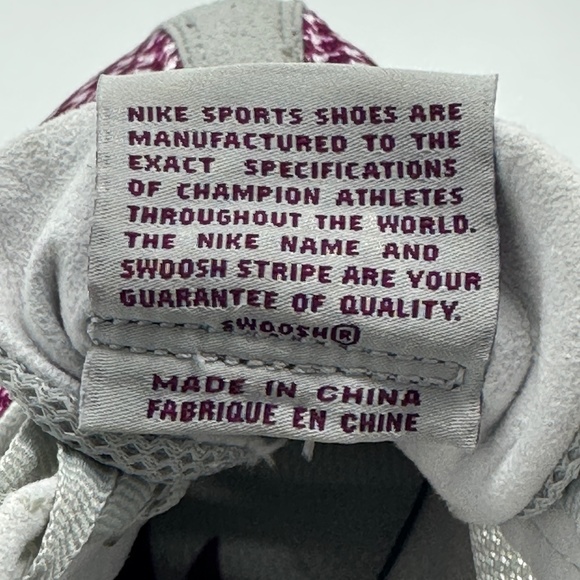 NIKE SPORTS SHOES ARE
MANUFACTURED TO THE
EXACT SPECIFICATIONS
OF CHAMPION ATHLETES
THROUGHOUT THE WORLD.
THE NIKE NAME AND
SWOOSH STRIPE ARE YOUR
GUARANTEE OF QUALITY.
SWOOSH®
MADE IN CHINA
FABRIQUE EN CHINE